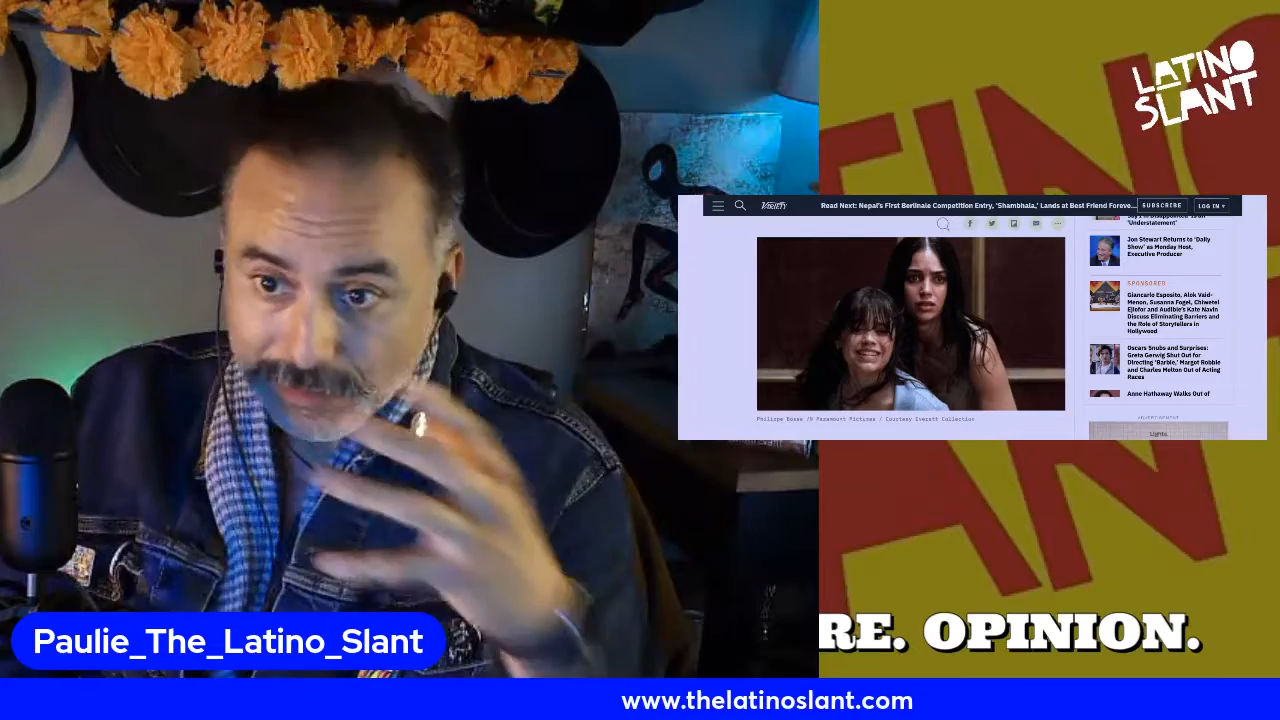 LATINO
SLANT
VARIETY
Read Next: Nepal's First Berlinale Competition Entry, 'Shambhala,' Lands at Best Friend Foreve...
SUBSCRIBE
LOG IN
'Understatement'
Jon Stewart Returns to 'Daily
Show' as Monday Host,
Executive Producer
SPONSORED
Giancarlo Esposito, Alok Vaid-
Menon, Susanna Fogel, Chiwetel
Ejiofor and Audible's Kate Navin
Discuss Eliminating Barriers and
the Role of Storytellers in
Hollywood
Oscars Snubs and Surprises:
Greta Gerwig Shut Out for
Directing 'Barbie,' Margot Robbie
and Charles Melton Out of Acting
Races
Anne Hathaway Walks Out of
Philippe Bosse /© Paramount Pictures / Courtesy Everett Collection
ADVERTISEMENT
Lights.
RE. OPINION.
Paulie_The_Latino_Slant
www.thelatinoslant.com